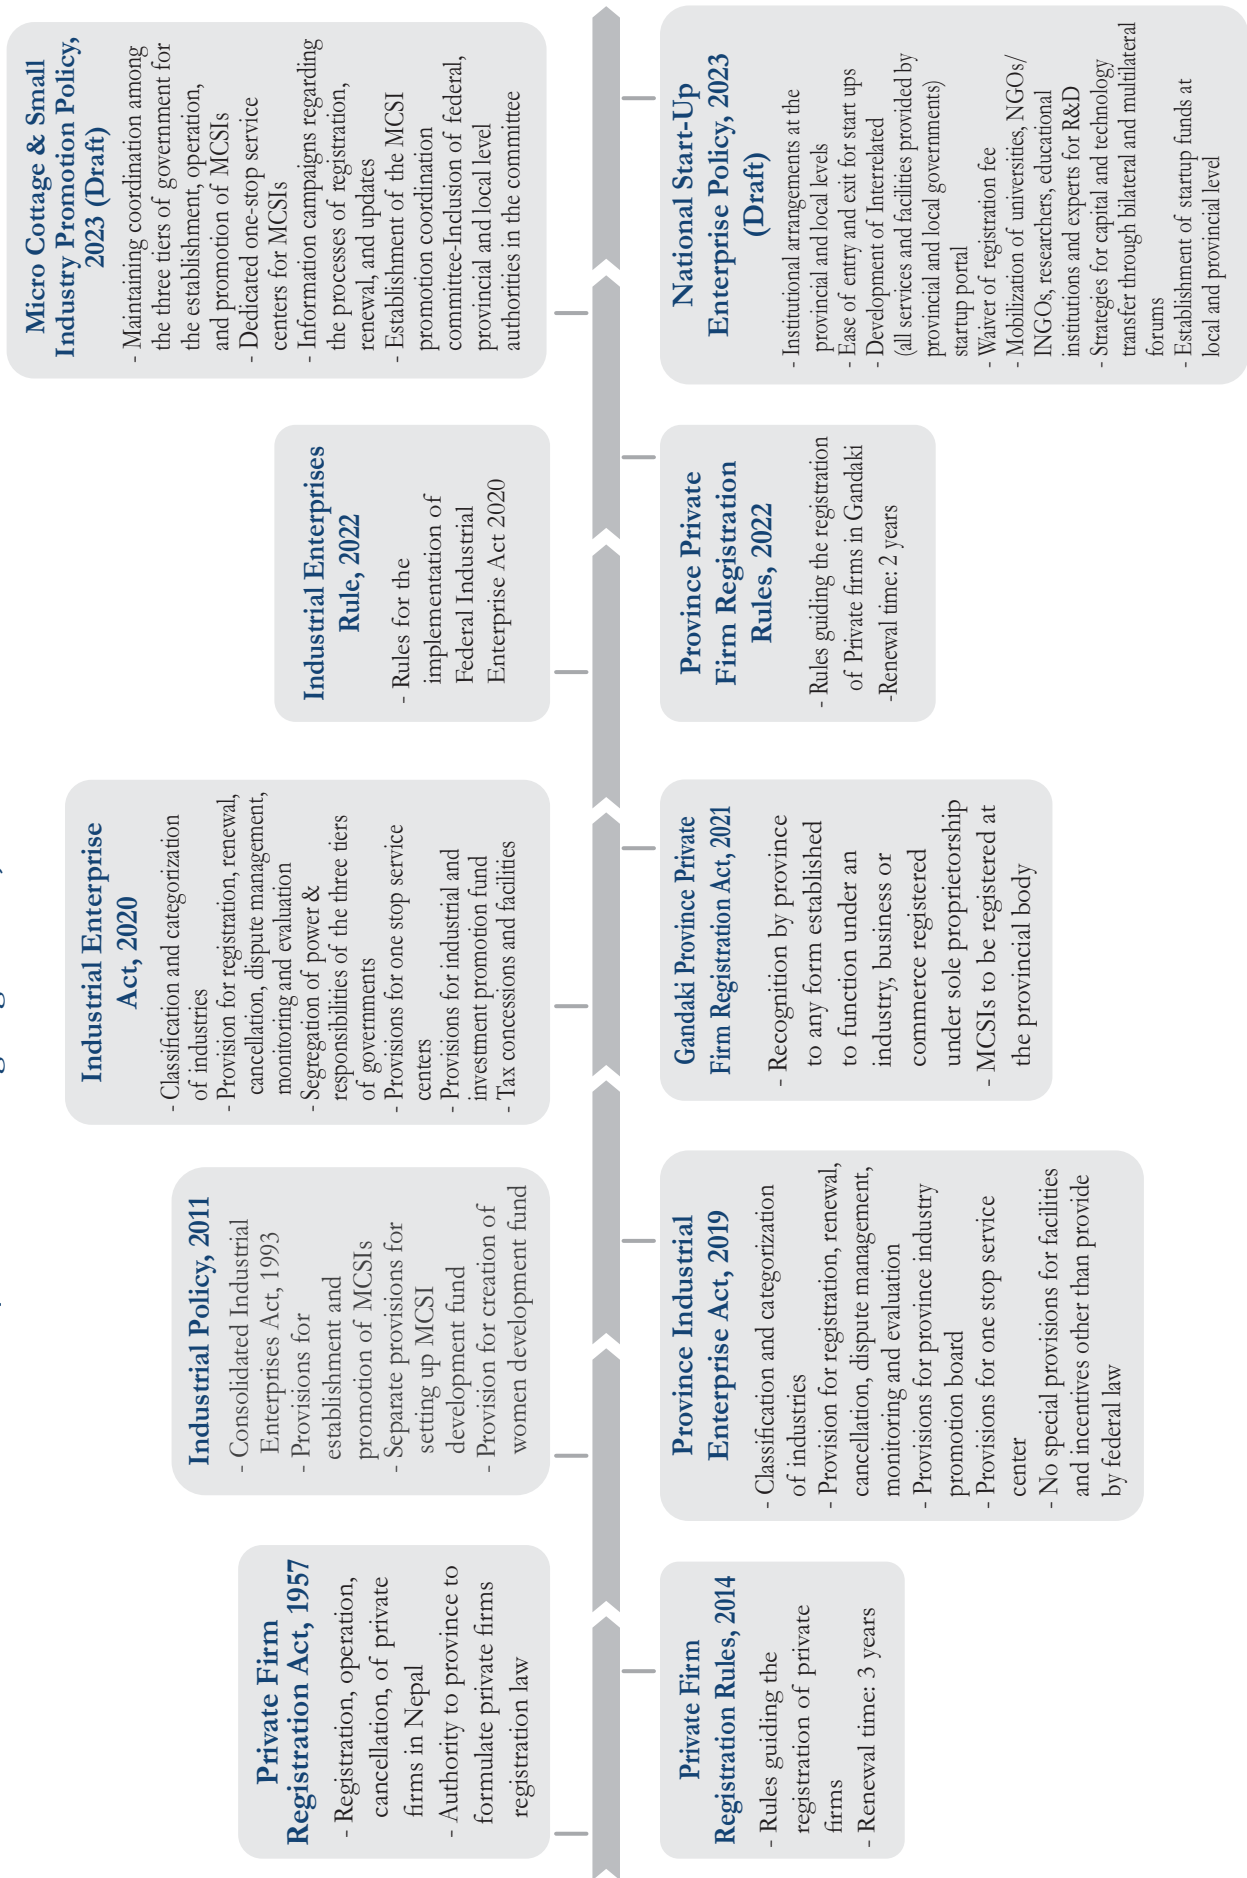 Private Firm
Registration Act, 1957
- Registration, operation,
cancellation, of private
firms in Nepal
- Authority to province to
formulate private firms
registration law
Industrial Policy, 2011
- Consolidated Industrial
Enterprises Act, 1993
- Provisions for
establishment and
promotion of MCSIs
- Separate provisions for
setting up MCSI
development fund
- Provision for creation of
women development fund
Industrial Enterprise
Act, 2020
- Classification and categorization
of industries
- Provision for registration, renewal,
cancellation, dispute management,
monitoring and evaluation
- Segregation of power &
responsibilities of the three tiers
of governments
- Provisions for one stop service
centers
- Provisions for industrial and
investment promotion fund
- Tax concessions and facilities
Industrial Enterprises
Rule, 2022
- Rules for the
implementation of
Federal Industrial
Enterprise Act 2020
Micro Cottage & Small
Industry Promotion Policy,
2023 (Draft)
- Maintaining coordination among
the three tiers of government for
the establishment, operation,
and promotion of MCSIs
- Dedicated one-stop service
centers for MCSIs
- Information campaigns regarding
the processes of registration,
renewal, and updates
- Establishment of the MCSI
promotion coordination
committee-Inclusion of federal,
provincial and local level
authorities in the committee
Private Firm
Registration Rules, 2014
- Rules guiding the
registration of private
firms
- Renewal time: 3 years
Province Industrial
Enterprise Act, 2019
- Classification and categorization
of industries
- Provision for registration, renewal,
cancellation, dispute management,
monitoring and evaluation
- Provisions for province industry
promotion board
- Provisions for one stop service
center
- No special provisions for facilities
and incentives other than provide
by federal law
Gandaki Province Private
Firm Registration Act, 2021
- Recognition by province
to any form established
to function under an
industry, business or
commerce registered
under sole proprietorship
- MCSIs to be registered at
the provincial body
Province Private
Firm Registration
Rules, 2022
- Rules guiding the registration
of Private firms in Gandaki
-Renewal time: 2 years
National Start-Up
Enterprise Policy, 2023
(Draft)
- Institutional arrangements at the
provincial and local levels
- Ease of entry and exit for start ups
- Development of Interrelated
(all services and facilities provided by
provincial and local governments)
startup portal
- Waiver of registration fee
- Mobilization of universities, NGOs/
INGOs, researchers, educational
institutions and experts for R&D
- Strategies for capital and technology
transfer through bilateral and multilateral
forums
- Establishment of startup funds at
local and provincial level